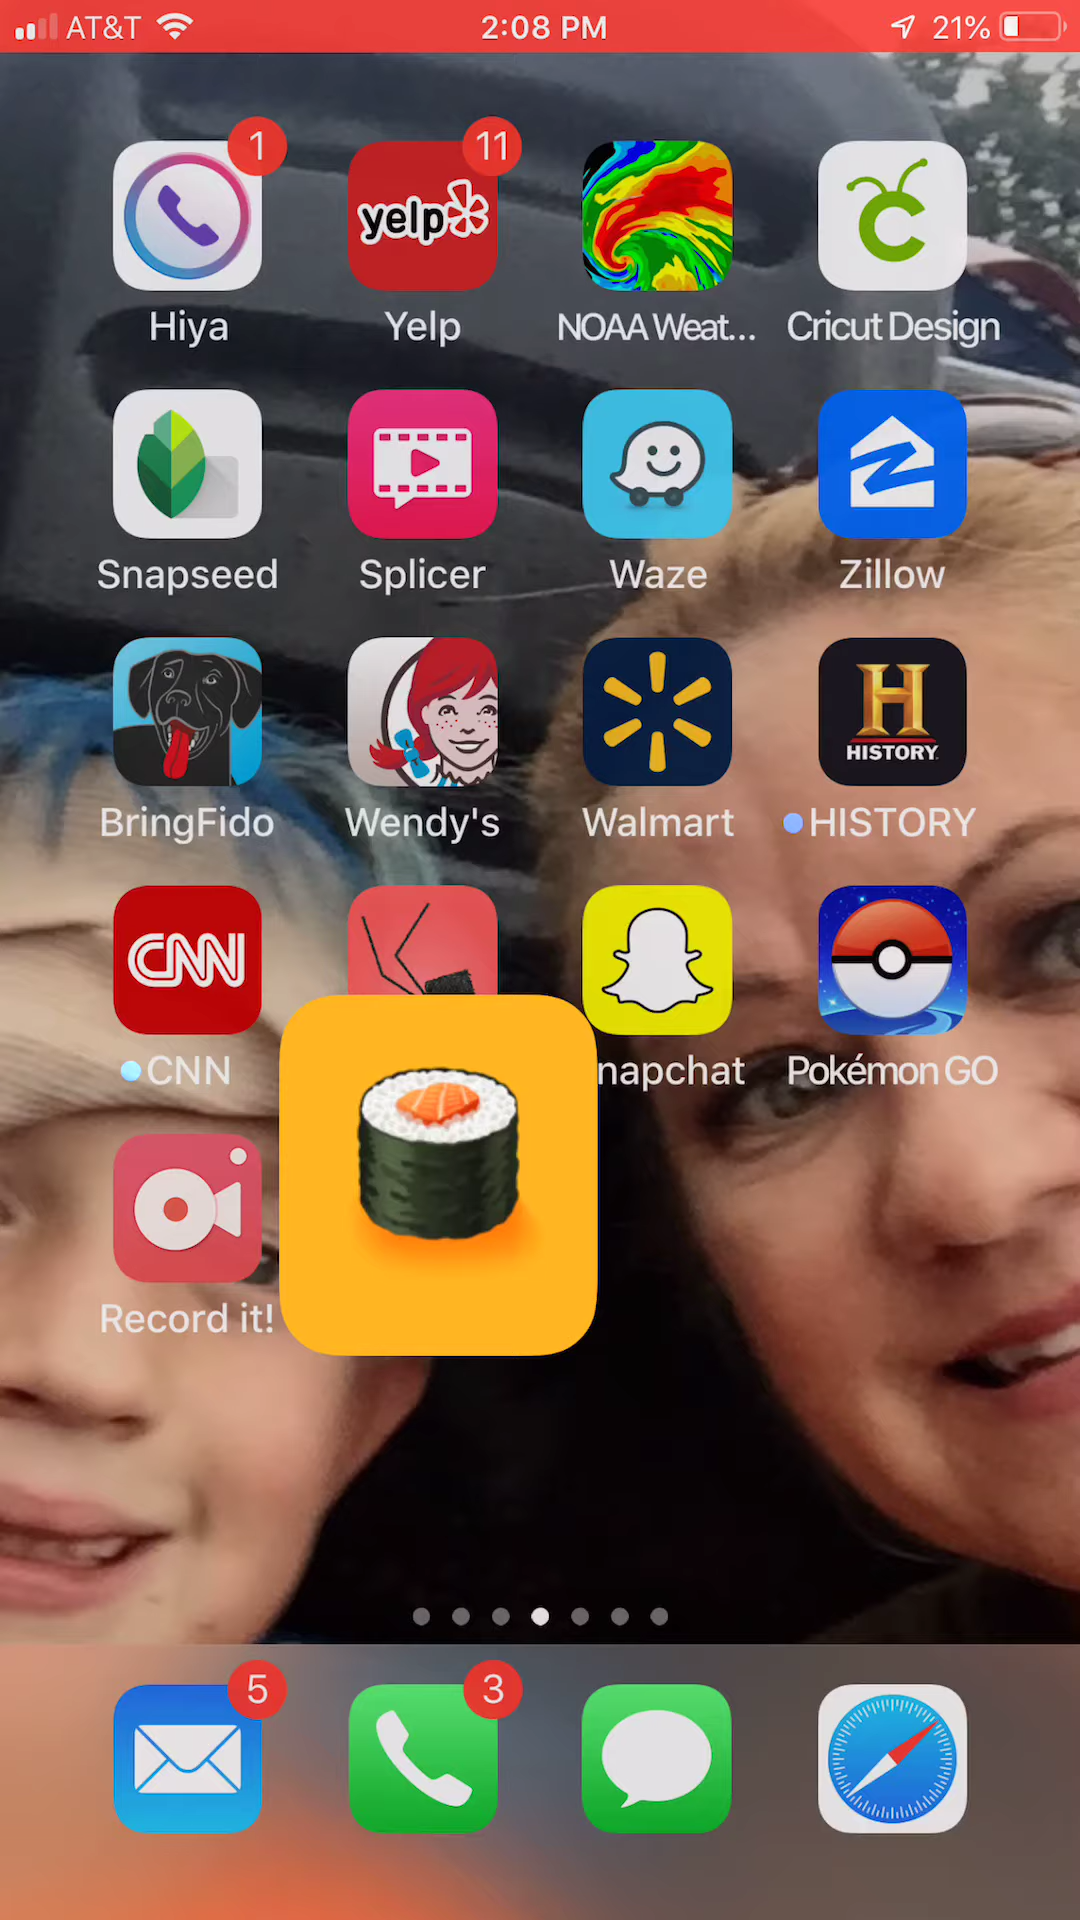 AT&T 2:08 PM 21%
1 11
yelp
Hiya Yelp NOAA Weat... Cricut Design
Snapseed Splicer Waze Zillow
H
HISTORY
BringFido Wendy's Walmart HISTORY
CNN
CNN napchat Pokémon GO
Record it!
5 3